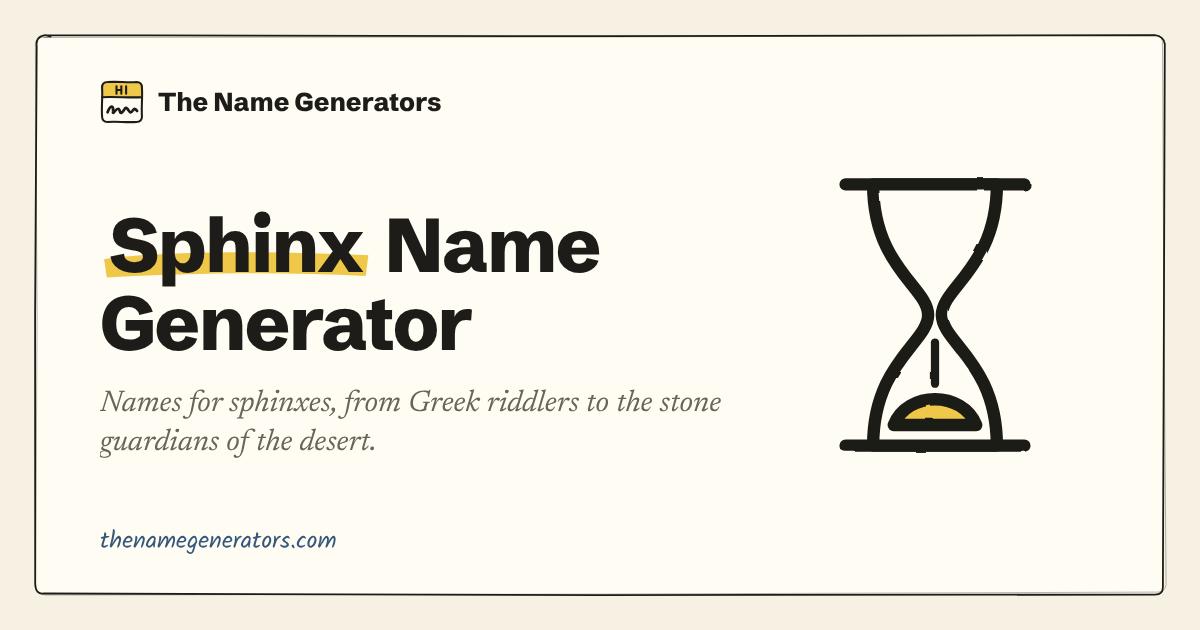 HI
The Name Generators
Sphinx Name
Generator
Names for sphinxes, from Greek riddlers to the stone
guardians of the desert.
thenamegenerators.com